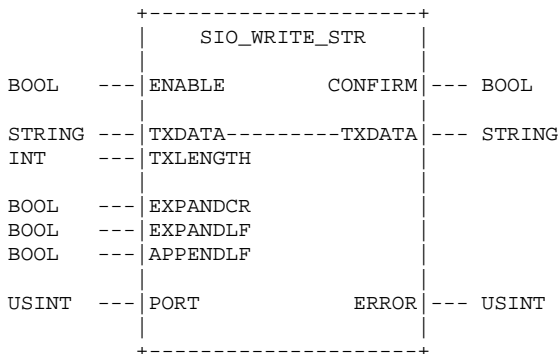 SIO_WRITE_STR
BOOL ---|ENABLE CONFIRM|--- BOOL
STRING ---|TXDATA---------TXDATA|--- STRING
INT ---|TXLENGTH
BOOL ---|EXPANDCR
BOOL ---|EXPANDLF
BOOL ---|APPENDLF
USINT ---|PORT ERROR|--- USINT